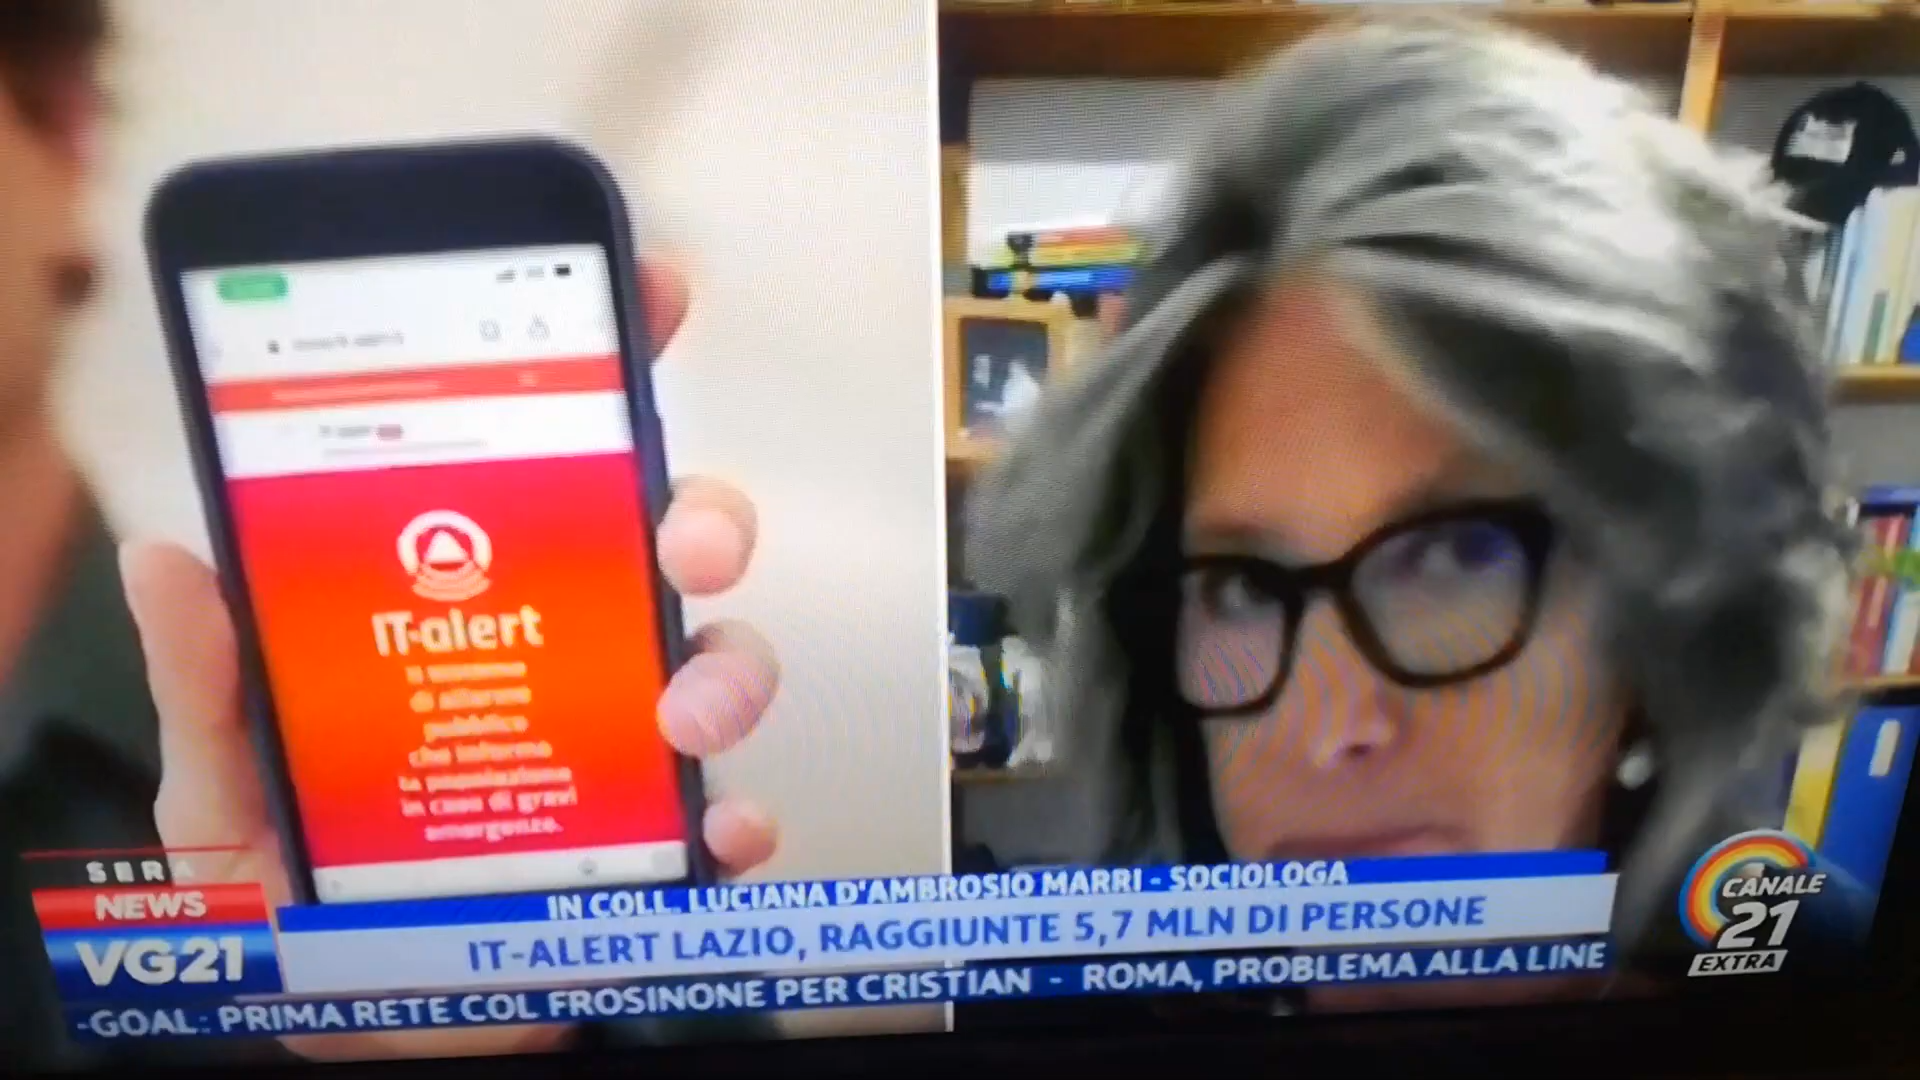 IT-alert
di allarme
pubblico
che informa
la popolazione
in caso di gravi
emergenze.
SERA
NEWS
VG21
IN COLL. LUCIANA D'AMBROSIO MARRI - SOCIOLOGA
IT-ALERT LAZIO, RAGGIUNTE 5,7 MLN DI PERSONE
-GOAL: PRIMA RETE COL FROSINONE PER CRISTIAN - ROMA, PROBLEMA ALLA LINE
CANALE
21
EXTRA